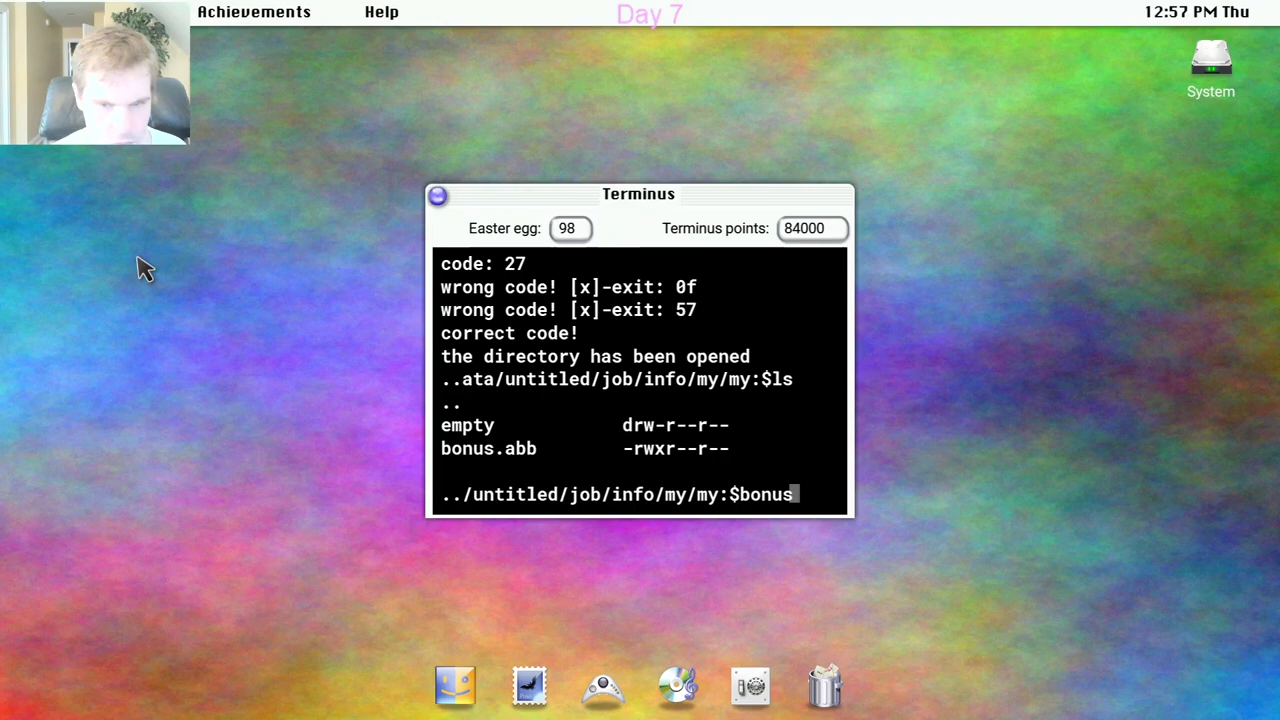 Achievements Help Day 7 12:57 PM Thu
System
Terminus
Easter egg: 98 Terminus points: 84000
code: 27
wrong code! [x]-exit: 0f
wrong code! [x]-exit: 57
correct code!
the directory has been opened
..ata/untitled/job/info/my/my:$ls
..
empty drw-r--r--
bonus.abb -rwxr--r--
../untitled/job/info/my/my:$bonus